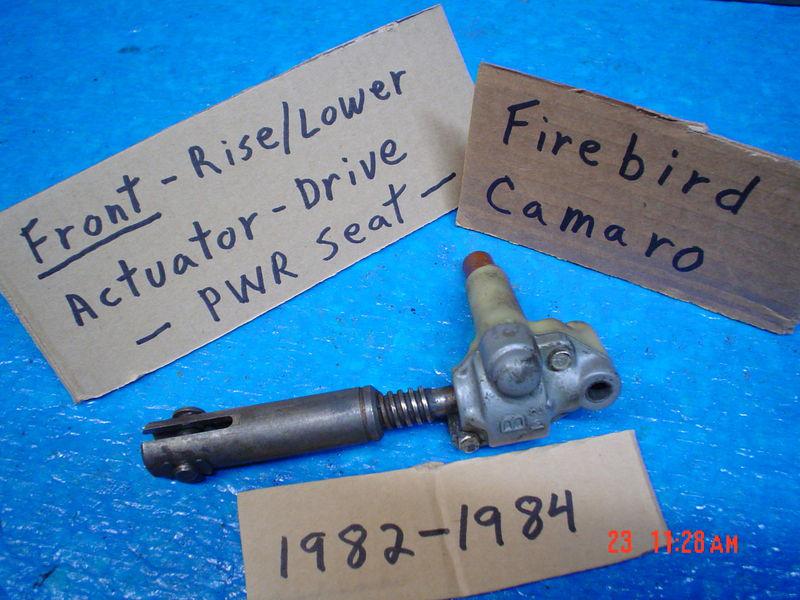 Front - Rise/Lower
Actuator - Drive
- PWR seat -
Firebird
Camaro
1982-1984
23 11:28 AM